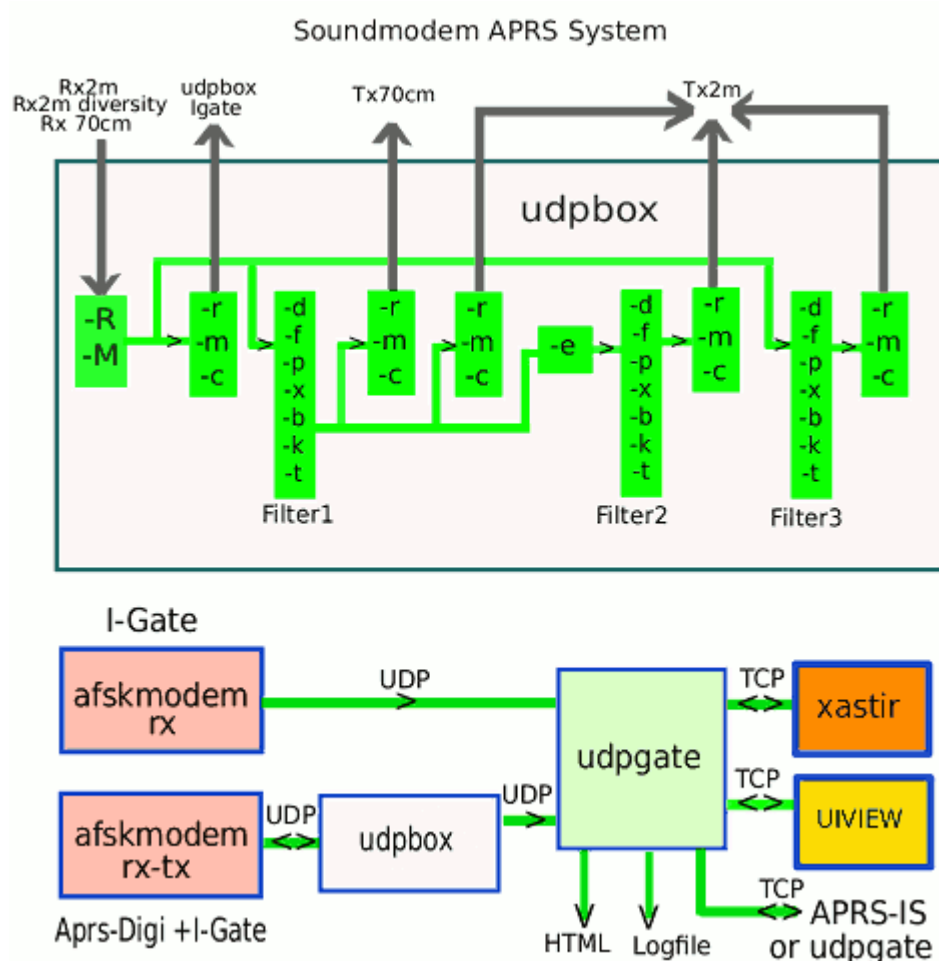 Soundmodem APRS System
Rx2m
Rx2m diversity
Rx 70cm
udpbox
Igate
Tx70cm
Tx2m
udpbox
-R
-M
-r
-m
-c
-d
-f
-p
-x
-b
-k
-t
Filter1
-r
-m
-c
-r
-m
-c
-e
-d
-f
-p
-x
-b
-k
-t
Filter2
-r
-m
-c
-d
-f
-p
-x
-b
-k
-t
Filter3
-r
-m
-c
I-Gate
afskmodem
rx
UDP
udpgate
TCP
xastir
afskmodem
rx-tx
UDP
udpbox
UDP
TCP
UIVIEW
Aprs-Digi +I-Gate
HTML
Logfile
TCP
APRS-IS
or udpgate